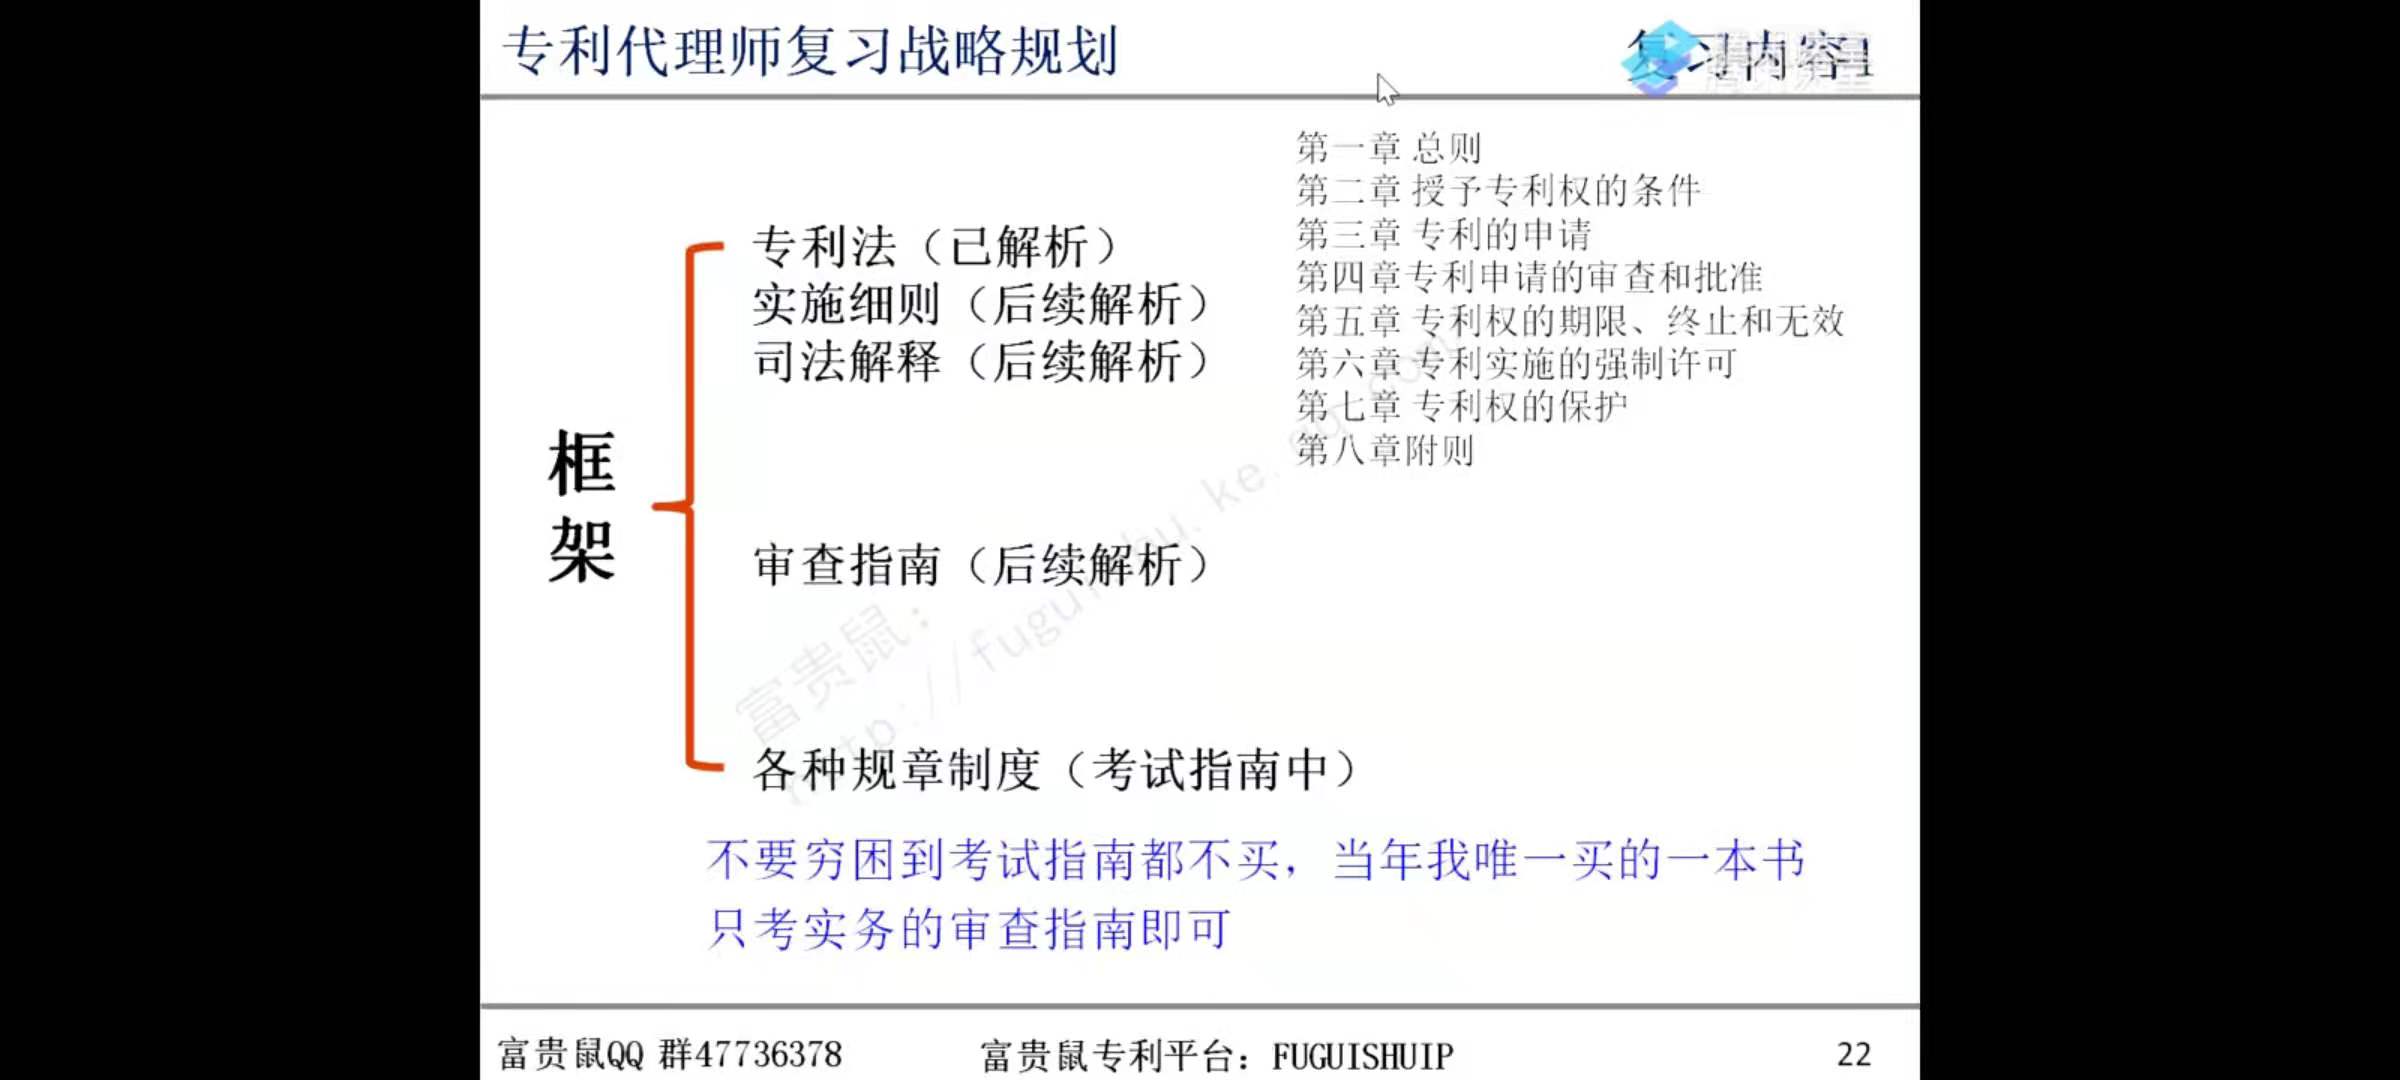 专利代理师复习战略规划
复习内容1
第一章 总则
第二章 授予专利权的条件
第三章 专利的申请
第四章专利申请的审查和批准
第五章 专利权的期限、终止和无效
第六章 专利实施的强制许可
第七章 专利权的保护
第八章附则
框架
专利法（已解析）
实施细则（后续解析）
司法解释（后续解析）
审查指南（后续解析）
各种规章制度（考试指南中）
不要穷困到考试指南都不买，当年我唯一买的一本书
只考实务的审查指南即可
富贵鼠：
富贵鼠QQ 群47736378
富贵鼠专利平台：FUGUISHUIP
22